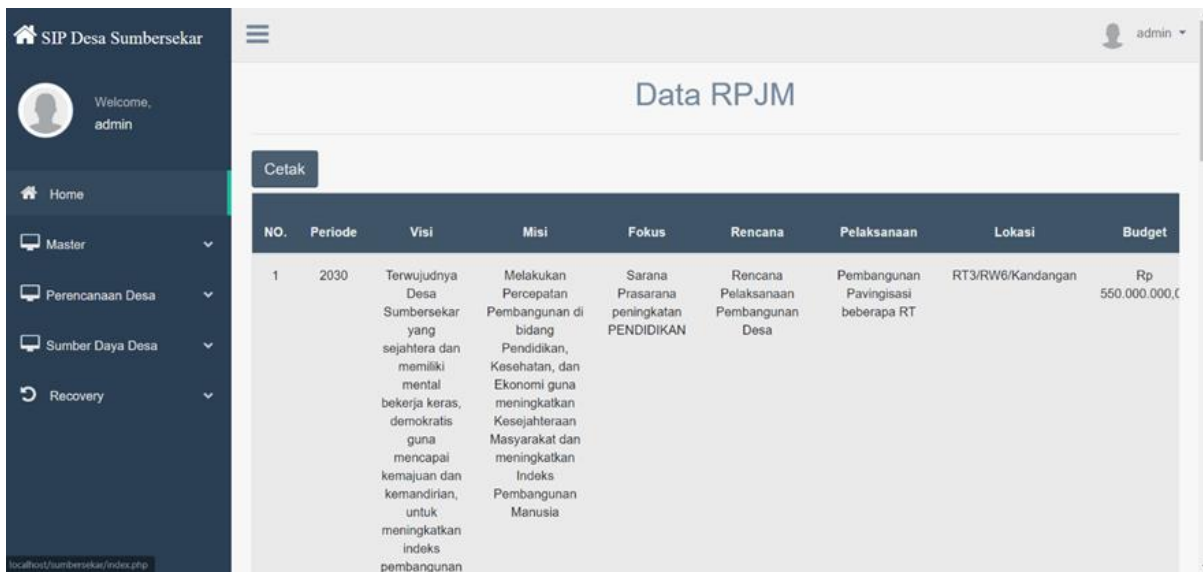 SIP Desa Sumbersekar
admin
Welcome,
admin
Data RPJM
Cetak
Home
Master
Perencanaan Desa
Sumber Daya Desa
Recovery
NO. Periode Visi Misi Fokus Rencana Pelaksanaan Lokasi Budget
1
2030
Terwujudnya
Desa
Sumbersekar
yang
sejahtera dan
memiliki
mental
bekerja keras,
demokratis
guna
mencapai
kemajuan dan
kemandirian,
untuk
meningkatkan
indeks
pembangunan
Melakukan
Percepatan
Pembangunan di
bidang
Pendidikan,
Kesehatan, dan
Ekonomi guna
meningkatkan
Kesejahteraan
Masyarakat dan
meningkatkan
Indeks
Pembangunan
Manusia
Sarana
Prasarana
peningkatan
PENDIDIKAN
Rencana
Pelaksanaan
Pembangunan
Desa
Pembangunan
Pavingisasi
beberapa RT
RT3/RW6/Kandangan
Rp
550.000.000,0
localhost/sumbersekar/index.php